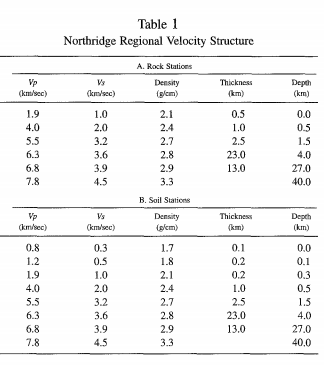 Table 1
Northridge Regional Velocity Structure
A. Rock Stations
Vp Vs Density Thickness Depth
(km/sec) (km/sec) (g/cm) (km) (km)
1.9 1.0 2.1 0.5 0.0
4.0 2.0 2.4 1.0 0.5
5.5 3.2 2.7 2.5 1.5
6.3 3.6 2.8 23.0 4.0
6.8 3.9 2.9 13.0 27.0
7.8 4.5 3.3 40.0
B. Soil Stations
Vp Vs Density Thickness Depth
(km/sec) (km/sec) (g/cm) (km) (km)
0.8 0.3 1.7 0.1 0.0
1.2 0.5 1.8 0.2 0.1
1.9 1.0 2.1 0.2 0.3
4.0 2.0 2.4 1.0 0.5
5.5 3.2 2.7 2.5 1.5
6.3 3.6 2.8 23.0 4.0
6.8 3.9 2.9 13.0 27.0
7.8 4.5 3.3 40.0